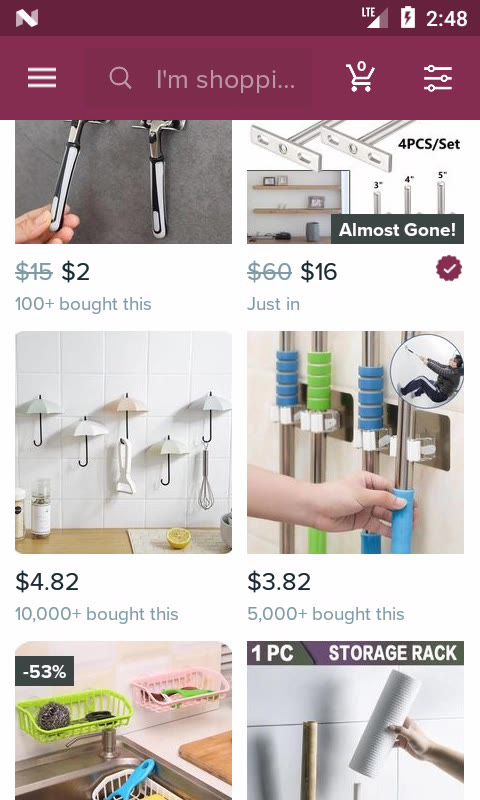 LTE
2:48
I'm shoppi...
0
4PCS/Set
3"
4"
5"
Almost Gone!
$15 $2
100+ bought this
$60 $16
Just in
$4.82
10,000+ bought this
$3.82
5,000+ bought this
-53%
1 PC STORAGE RACK